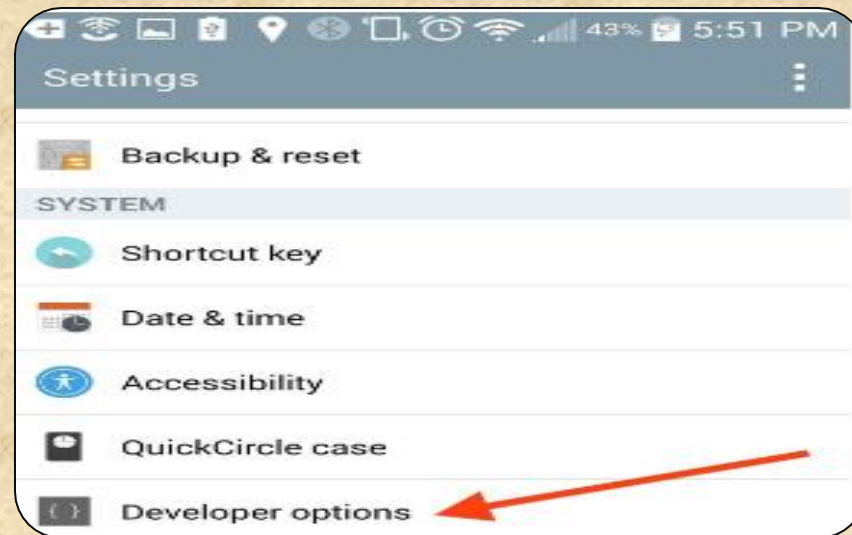 43% 5:51 PM
Settings
Backup & reset
SYSTEM
Shortcut key
Date & time
Accessibility
QuickCircle case
{ } Developer options